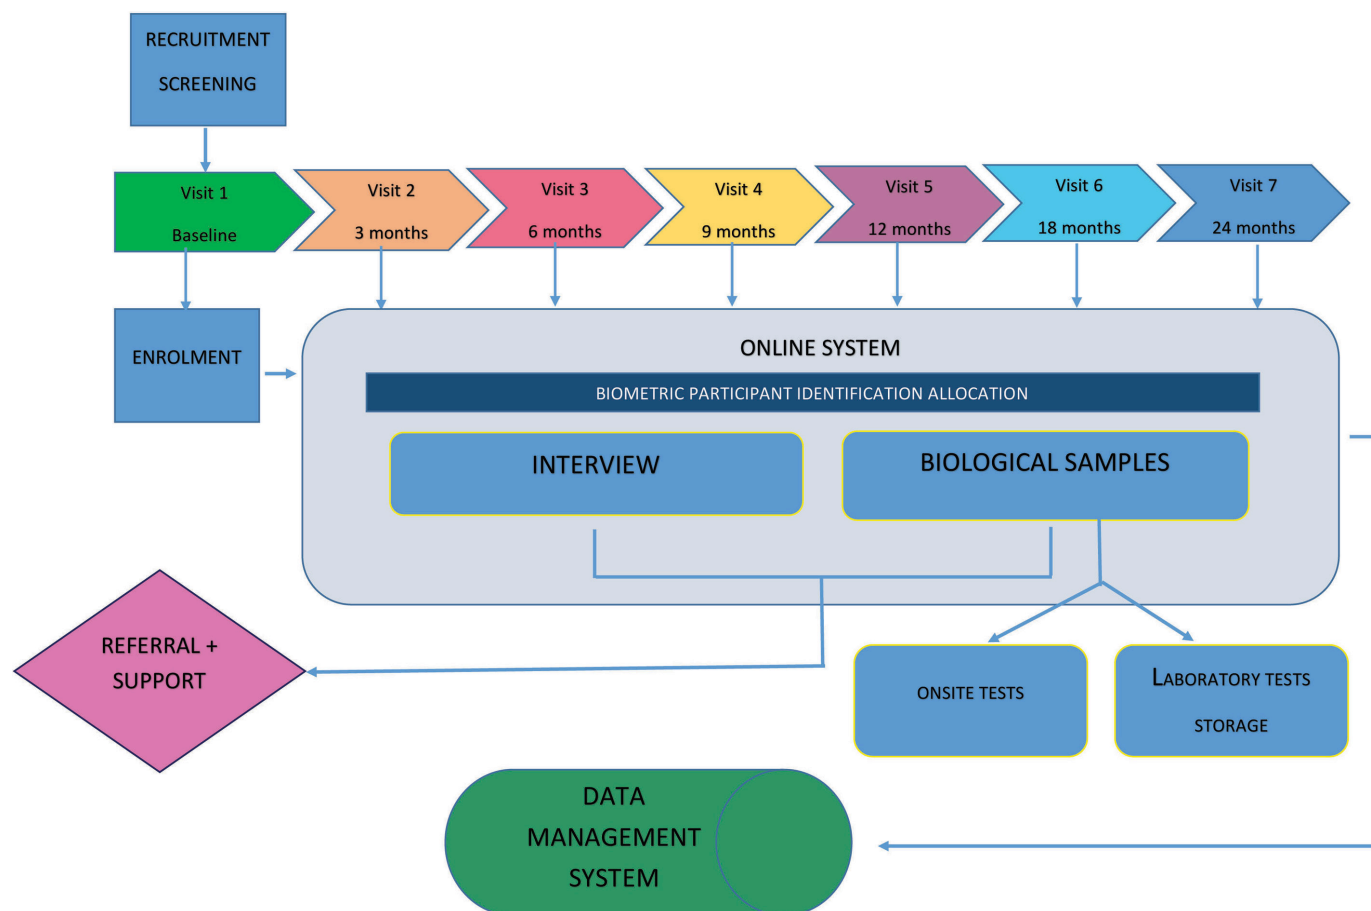 RECRUITMENT
SCREENING
Visit 1
Baseline
Visit 2
3 months
Visit 3
6 months
Visit 4
9 months
Visit 5
12 months
Visit 6
18 months
Visit 7
24 months
ENROLMENT
ONLINE SYSTEM
BIOMETRIC PARTICIPANT IDENTIFICATION ALLOCATION
INTERVIEW
BIOLOGICAL SAMPLES
REFERRAL +
SUPPORT
ONSITE TESTS
LABORATORY TESTS
STORAGE
DATA
MANAGEMENT
SYSTEM